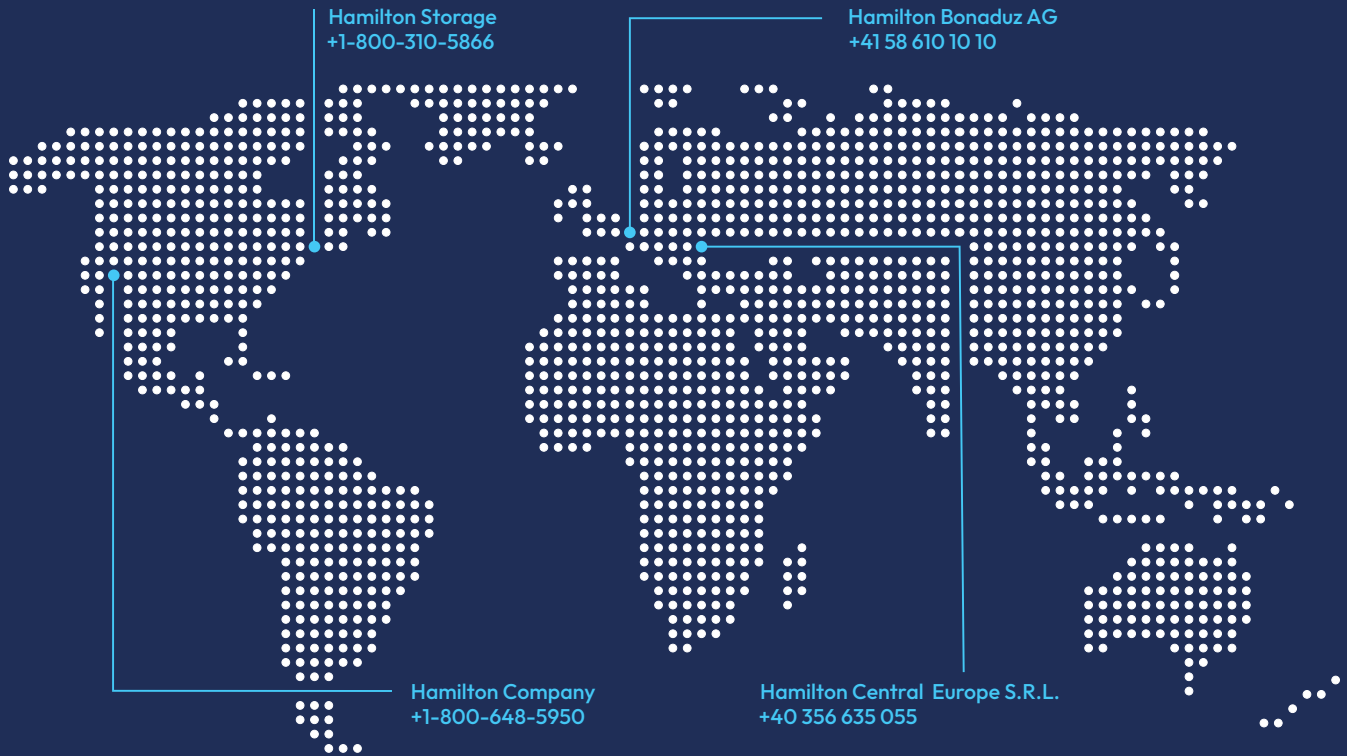 Hamilton Storage
+1-800-310-5866
Hamilton Bonaduz AG
+41 58 610 10 10
Hamilton Company
+1-800-648-5950
Hamilton Central Europe S.R.L.
+40 356 635 055